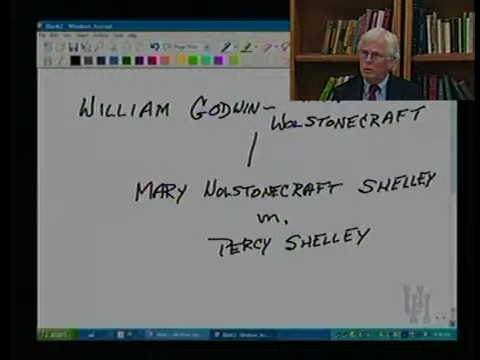 WILLIAM GODWIN~
WOLSTONECRAFT
MARY WOLSTONECRAFT SHELLEY
m.
PERCY SHELLEY